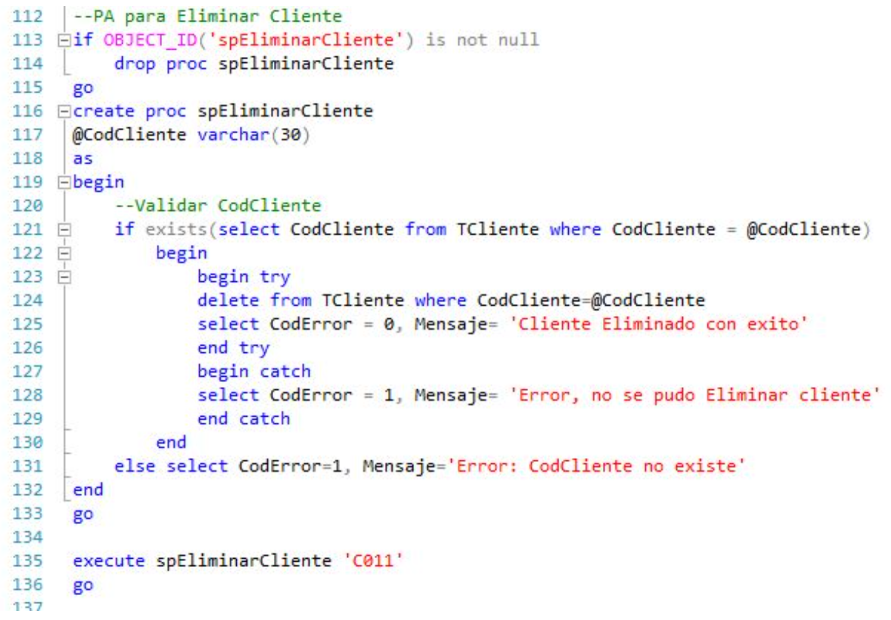 112 --PA para Eliminar Cliente
113 if OBJECT_ID('spEliminarCliente') is not null
114 drop proc spEliminarCliente
115 go
116 create proc spEliminarCliente
117 @CodCliente varchar(30)
118 as
119 begin
120 --Validar CodCliente
121 if exists(select CodCliente from TCliente where CodCliente = @CodCliente)
122 begin
123 begin try
124 delete from TCliente where CodCliente=@CodCliente
125 select CodError = 0, Mensaje= 'Cliente Eliminado con exito'
126 end try
127 begin catch
128 select CodError = 1, Mensaje= 'Error, no se pudo Eliminar cliente'
129 end catch
130 end
131 else select CodError=1, Mensaje='Error: CodCliente no existe'
132 end
133 go
134
135 execute spEliminarCliente 'C011'
136 go
137